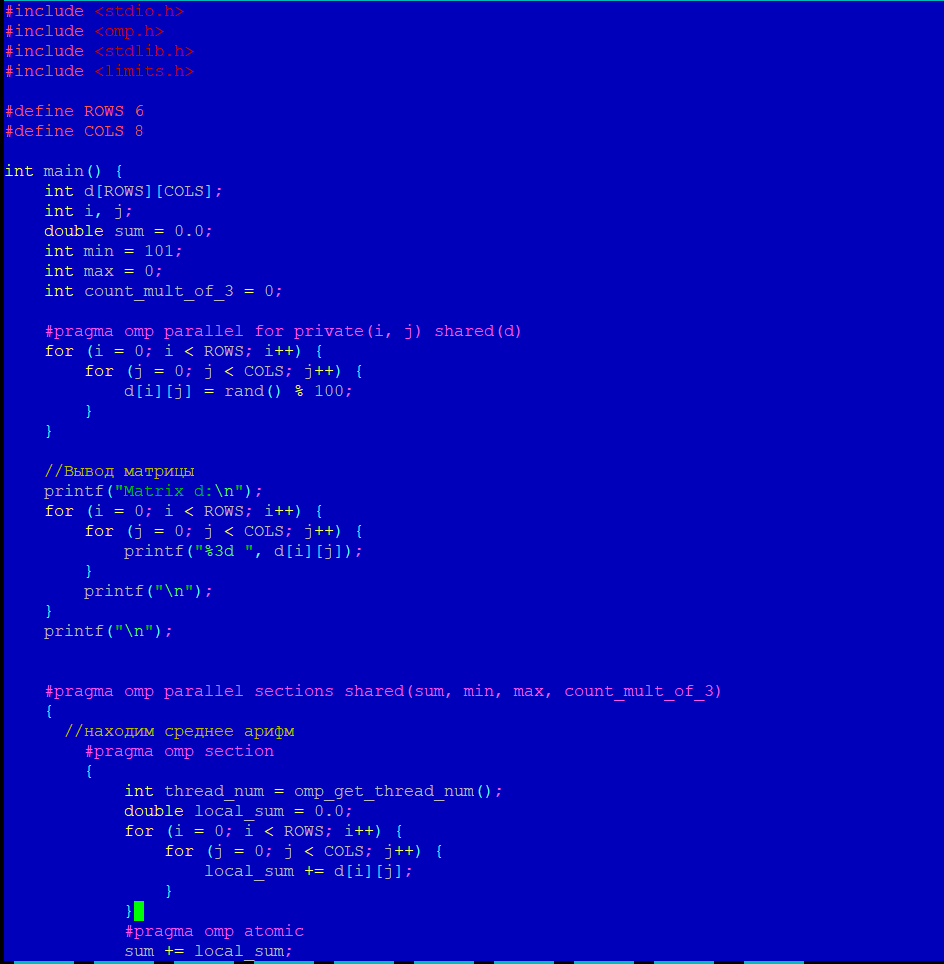 #include <stdio.h>
#include <omp.h>
#include <stdlib.h>
#include <limits.h>

#define ROWS 6
#define COLS 8

int main() {
    int d[ROWS][COLS];
    int i, j;
    double sum = 0.0;
    int min = 101;
    int max = 0;
    int count_mult_of_3 = 0;

    #pragma omp parallel for private(i, j) shared(d)
    for (i = 0; i < ROWS; i++) {
        for (j = 0; j < COLS; j++) {
            d[i][j] = rand() % 100;
        }
    }

    //Вывод матрицы
    printf("Matrix d:\n");
    for (i = 0; i < ROWS; i++) {
        for (j = 0; j < COLS; j++) {
            printf("%3d ", d[i][j]);
        }
        printf("\n");
    }
    printf("\n");


    #pragma omp parallel sections shared(sum, min, max, count_mult_of_3)
    {
      //находим среднее арифм
        #pragma omp section
        {
            int thread_num = omp_get_thread_num();
            double local_sum = 0.0;
            for (i = 0; i < ROWS; i++) {
                for (j = 0; j < COLS; j++) {
                    local_sum += d[i][j];
                }
            }
            #pragma omp atomic
            sum += local_sum;